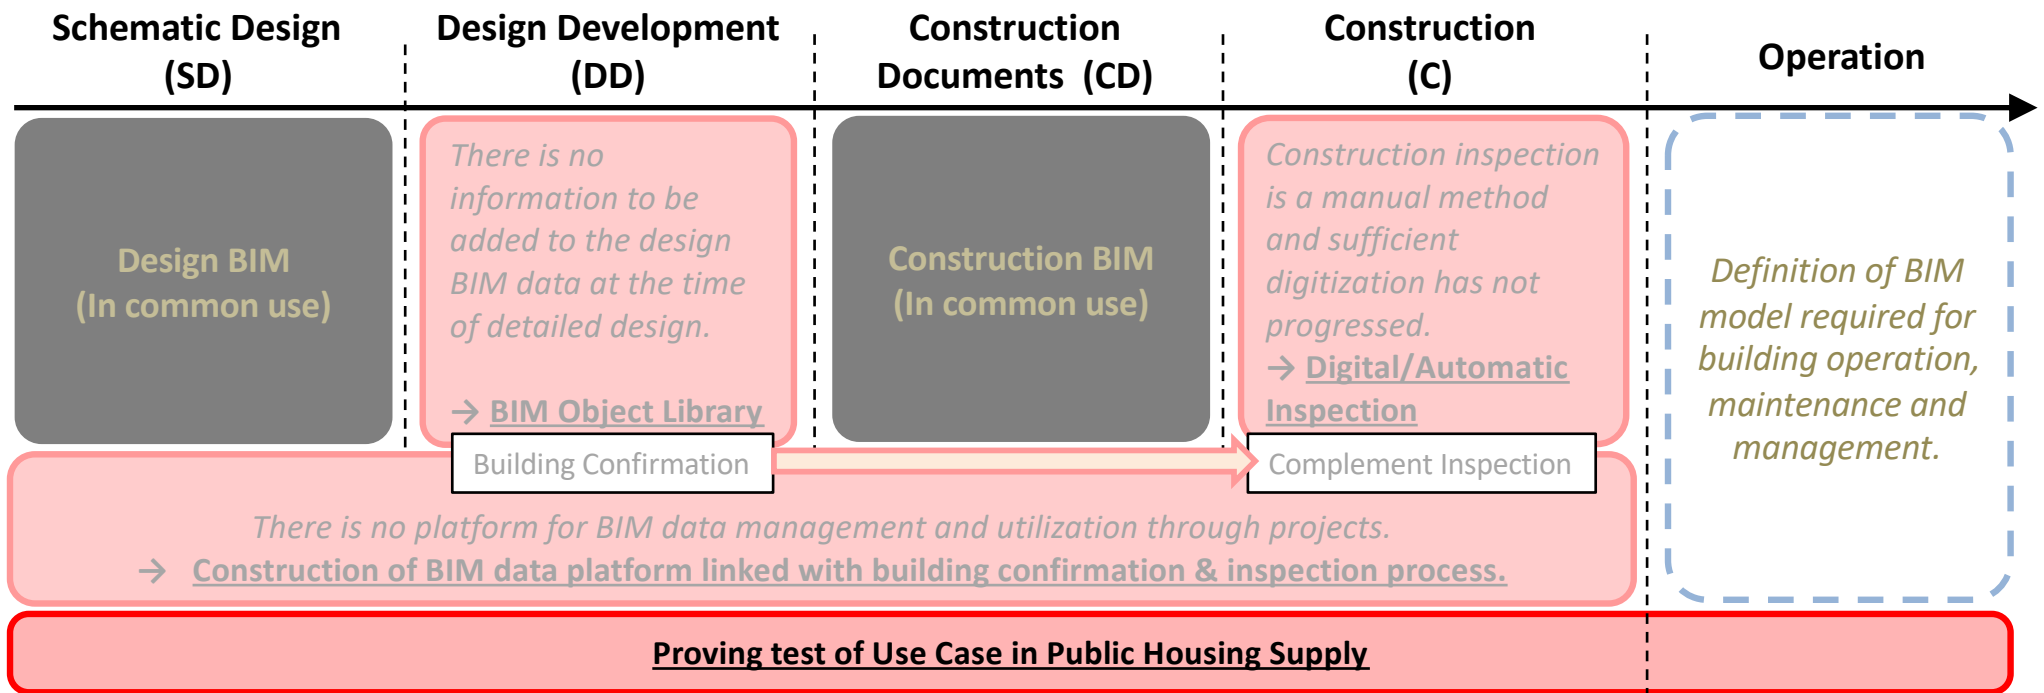 Schematic Design
(SD)
Design Development
(DD)
Construction
Documents (CD)
Construction
(C)
Operation
Design BIM
(In common use)
There is no
information to be
added to the design
BIM data at the time
of detailed design.
→ BIM Object Library
Construction BIM
(In common use)
Construction inspection
is a manual method
and sufficient
digitization has not
progressed.
→ Digital/Automatic
Inspection
Definition of BIM
model required for
building operation,
maintenance and
management.
Building Confirmation
Complement Inspection
There is no platform for BIM data management and utilization through projects.
→ Construction of BIM data platform linked with building confirmation & inspection process.
Proving test of Use Case in Public Housing Supply